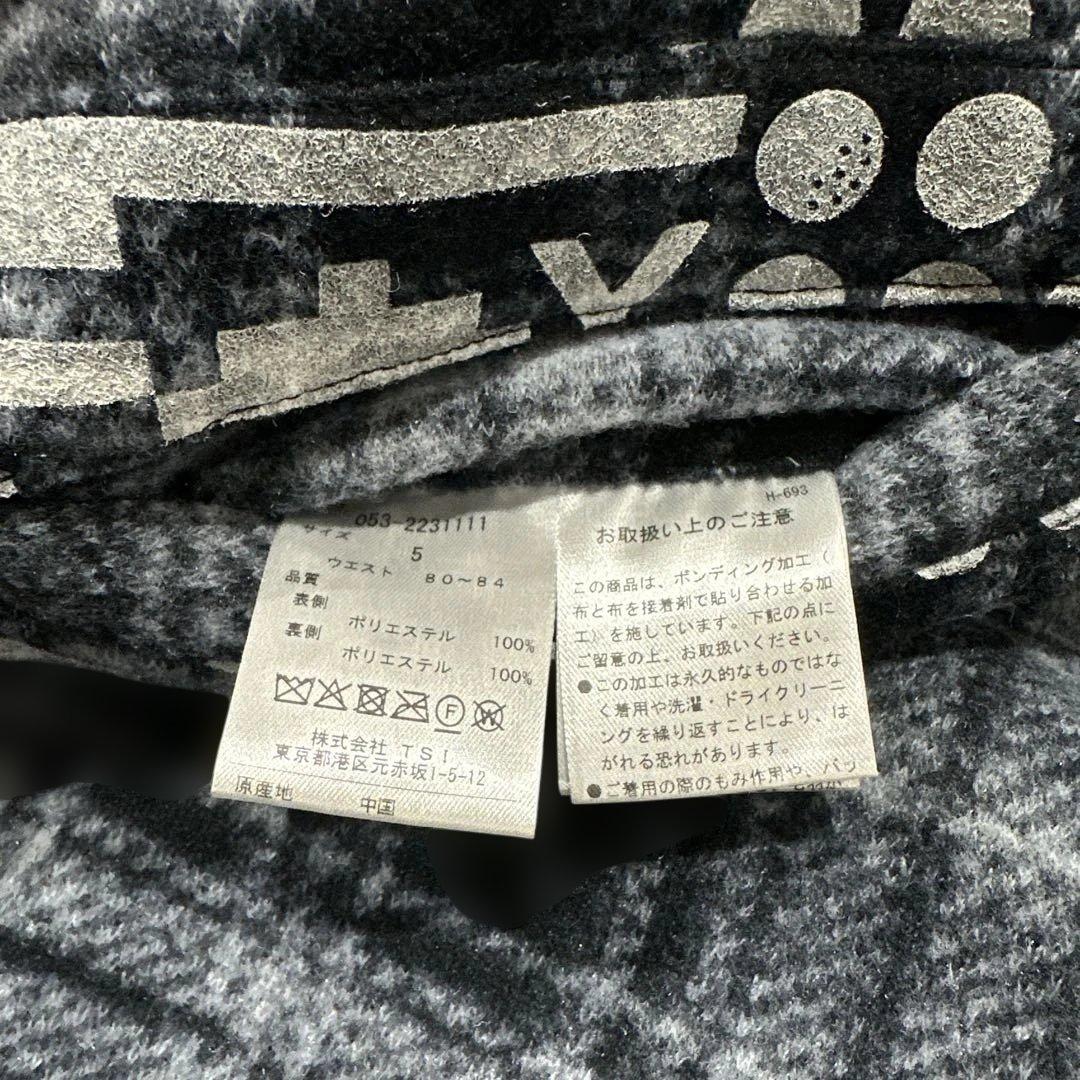 053-2231111
サイズ
5
ウエスト 80〜84
品質
表側
ポリエステル 100%
裏側
ポリエステル 100%
F
W
株式会社 TSI
東京都港区元赤坂1-5-12
原産地 中国
H-693
お取扱い上のご注意
この商品は、ボンディング加工(
布と布を接着剤で貼り合わせる加
工)を施しています。下記の点に
ご留意の上、お取扱いください。
●この加工は永久的なものではな
く着用や洗濯・ドライクリーニ
ングを繰り返すことにより、は
がれる恐れがあります。
●ご着用の際のもみ作用や、バッ